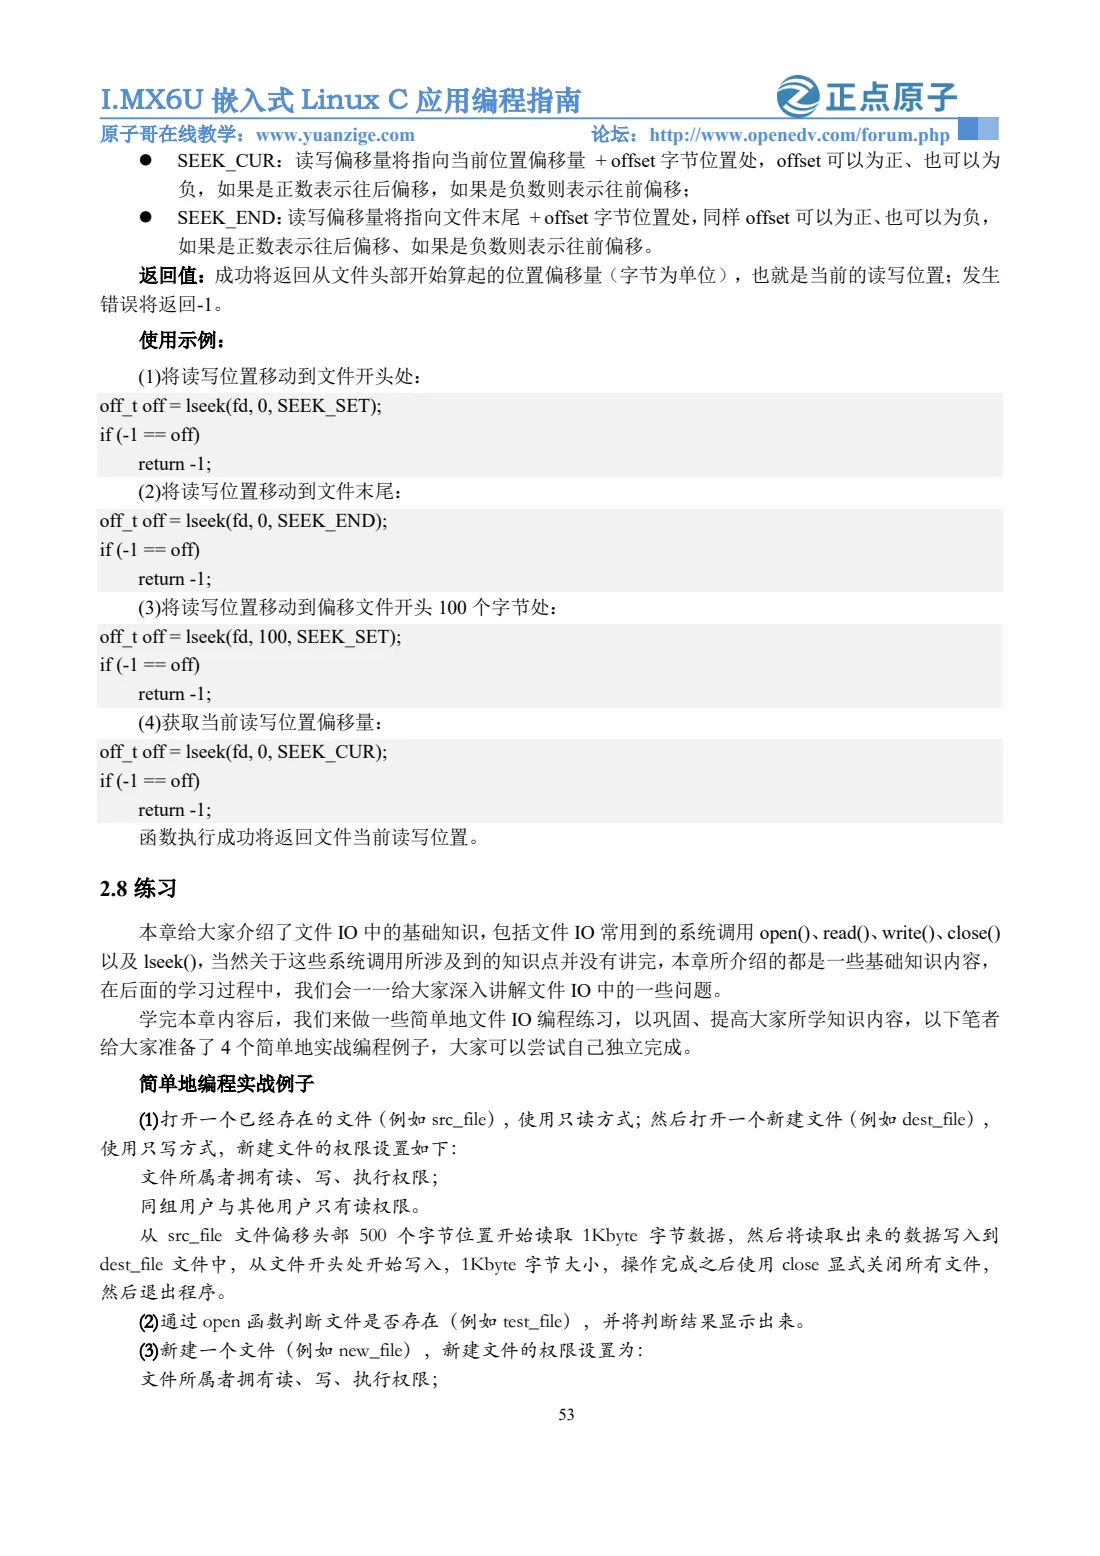 I.MX6U 嵌入式 Linux C 应用编程指南
正点原子
原子哥在线教学：www.yuanzige.com 论坛：http://www.openedv.com/forum.php
● SEEK_CUR：读写偏移量将指向当前位置偏移量 + offset 字节位置处，offset 可以为正、也可以为
负，如果是正数表示往后偏移，如果是负数则表示往前偏移；
● SEEK_END：读写偏移量将指向文件末尾 + offset 字节位置处，同样 offset 可以为正、也可以为负，
如果是正数表示往后偏移、如果是负数则表示往前偏移。
返回值：成功将返回从文件头部开始算起的位置偏移量（字节为单位），也就是当前的读写位置；发生
错误将返回-1。
使用示例：
(1)将读写位置移动到文件开头处：
off_t off = lseek(fd, 0, SEEK_SET);
if (-1 == off)
return -1;
(2)将读写位置移动到文件末尾：
off_t off = lseek(fd, 0, SEEK_END);
if (-1 == off)
return -1;
(3)将读写位置移动到偏移文件开头 100 个字节处：
off_t off = lseek(fd, 100, SEEK_SET);
if (-1 == off)
return -1;
(4)获取当前读写位置偏移量：
off_t off = lseek(fd, 0, SEEK_CUR);
if (-1 == off)
return -1;
函数执行成功将返回文件当前读写位置。
2.8 练习
本章给大家介绍了文件 IO 中的基础知识，包括文件 IO 常用到的系统调用 open()、read()、write()、close()
以及 lseek()，当然关于这些系统调用所涉及到的知识点并没有讲完，本章所介绍的都是一些基础知识内容，
在后面的学习过程中，我们会一一给大家深入讲解文件 IO 中的一些问题。
学完本章内容后，我们来做一些简单地文件 IO 编程练习，以巩固、提高大家所学知识内容，以下笔者
给大家准备了 4 个简单地实战编程例子，大家可以尝试自己独立完成。
简单地编程实战例子
(1)打开一个已经存在的文件（例如 src_file），使用只读方式；然后打开一个新建文件（例如 dest_file），
使用只写方式，新建文件的权限设置如下：
文件所属者拥有读、写、执行权限；
同组用户与其他用户只有读权限。
从 src_file 文件偏移头部 500 个字节位置开始读取 1Kbyte 字节数据，然后将读取出来的数据写入到
dest_file 文件中，从文件开头处开始写入，1Kbyte 字节大小，操作完成之后使用 close 显式关闭所有文件，
然后退出程序。
(2)通过 open 函数判断文件是否存在（例如 test_file），并将判断结果显示出来。
(3)新建一个文件（例如 new_file），新建文件的权限设置为：
文件所属者拥有读、写、执行权限；
53